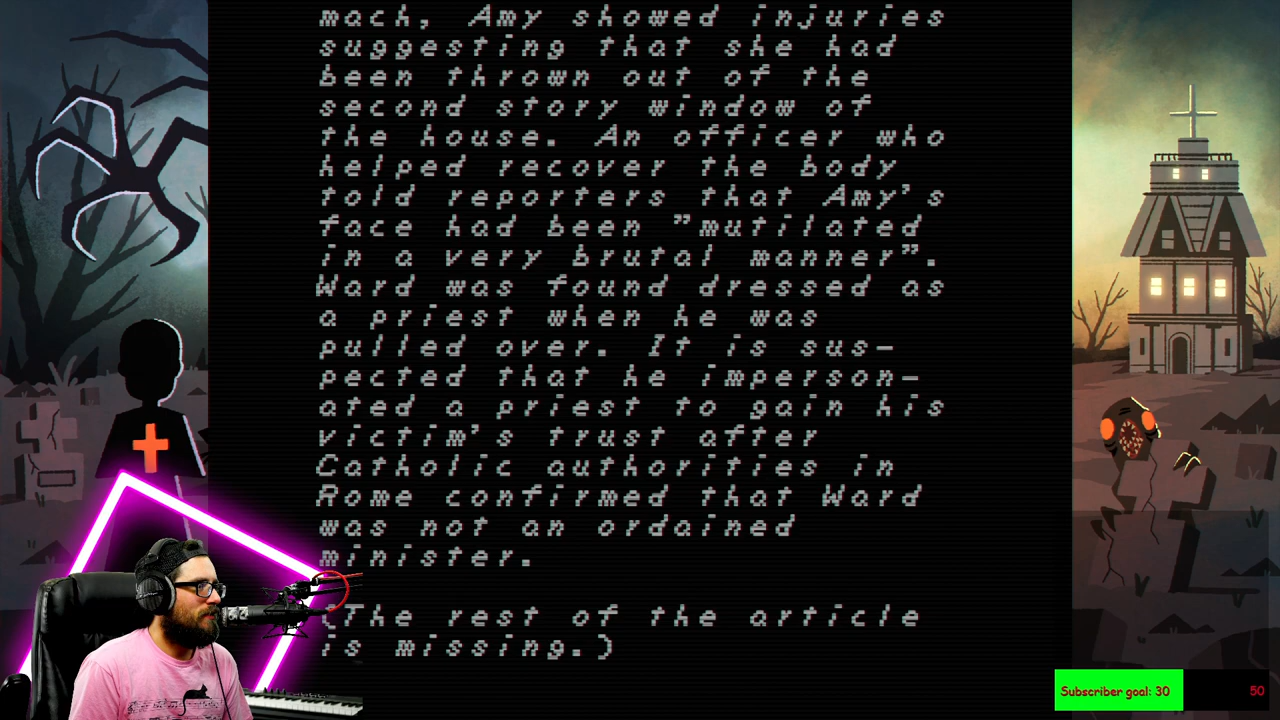 mach, Amy showed injuries
suggesting that she had
been thrown out of the
second story window of
the house. An officer who
helped recover the body
told reporters that Amy's
face had been "mutilated
in a very brutal manner".
Ward was found dressed as
a priest when he was
pulled over. It is sus-
pected that he imperson-
ated a priest to gain his
victim's trust after
Catholic authorities in
Rome confirmed that Ward
was not an ordained
minister.
(The rest of the article
is missing.)
Subscriber goal: 30 50